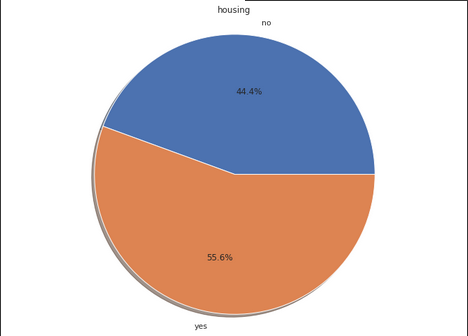 housing
no
44.4%
55.6%
yes